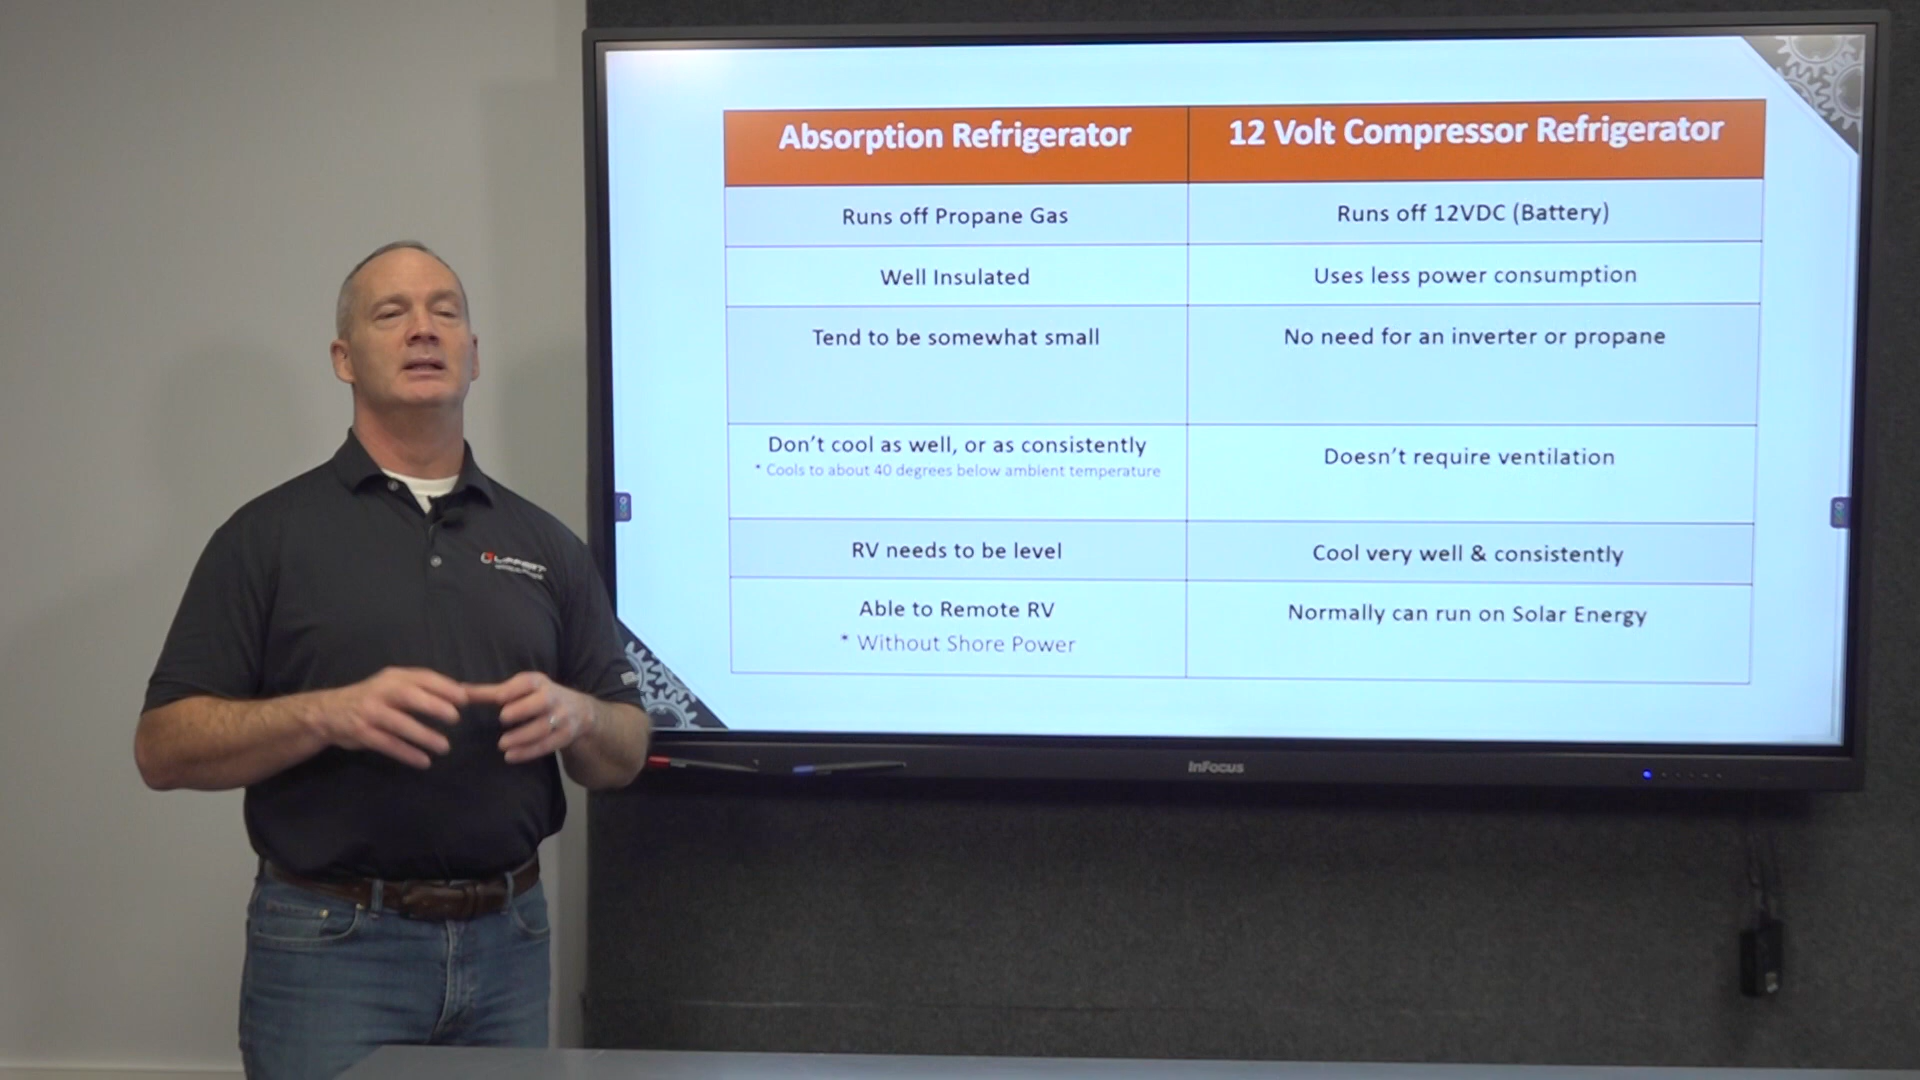 Absorption Refrigerator
12 Volt Compressor Refrigerator
Runs off Propane Gas
Runs off 12VDC (Battery)
Well Insulated
Uses less power consumption
Tend to be somewhat small
No need for an inverter or propane
Don't cool as well, or as consistently
* Cools to about 40 degrees below ambient temperature
Doesn't require ventilation
RV needs to be level
Cool very well & consistently
Able to Remote RV
* Without Shore Power
Normally can run on Solar Energy
InFocus
LIPPERT